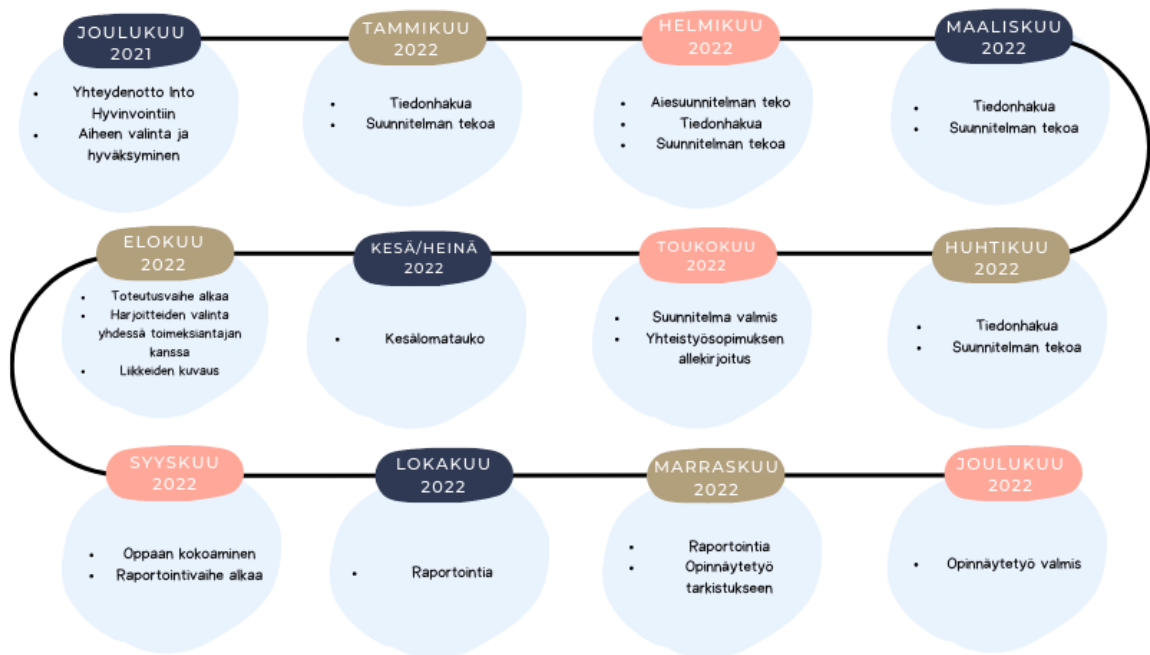 JOULUKUU
2021
• Yhteydenotto Into
Hyvinvointiin
• Aiheen valinta ja
hyväksyminen
TAMMIKUU
2022
• Tiedonhakua
• Suunnitelman tekoa
HELMIKUU
2022
• Aiesuunnitelman teko
• Tiedonhakua
• Suunnitelman tekoa
MAALISKUU
2022
• Tiedonhakua
• Suunnitelman tekoa
HUHTIKUU
2022
• Tiedonhakua
• Suunnitelman tekoa
TOUKOKUU
2022
• Suunnitelma valmis
• Yhteistyösopimuksen
allekirjoitus
KESÄ/HEINÄ
2022
• Kesälomatauko
ELOKUU
2022
• Toteutusvaihe alkaa
• Harjoitteiden valinta
yhdessä toimeksiantajan
kanssa
• Liikkeiden kuvaus
SYYSKUU
2022
• Oppaan kokoaminen
• Raportointivaihe alkaa
LOKAKUU
2022
• Raportointia
MARRASKUU
2022
• Raportointia
• Opinnäytetyö
tarkistukseen
JOULUKUU
2022
• Opinnäytetyö valmis